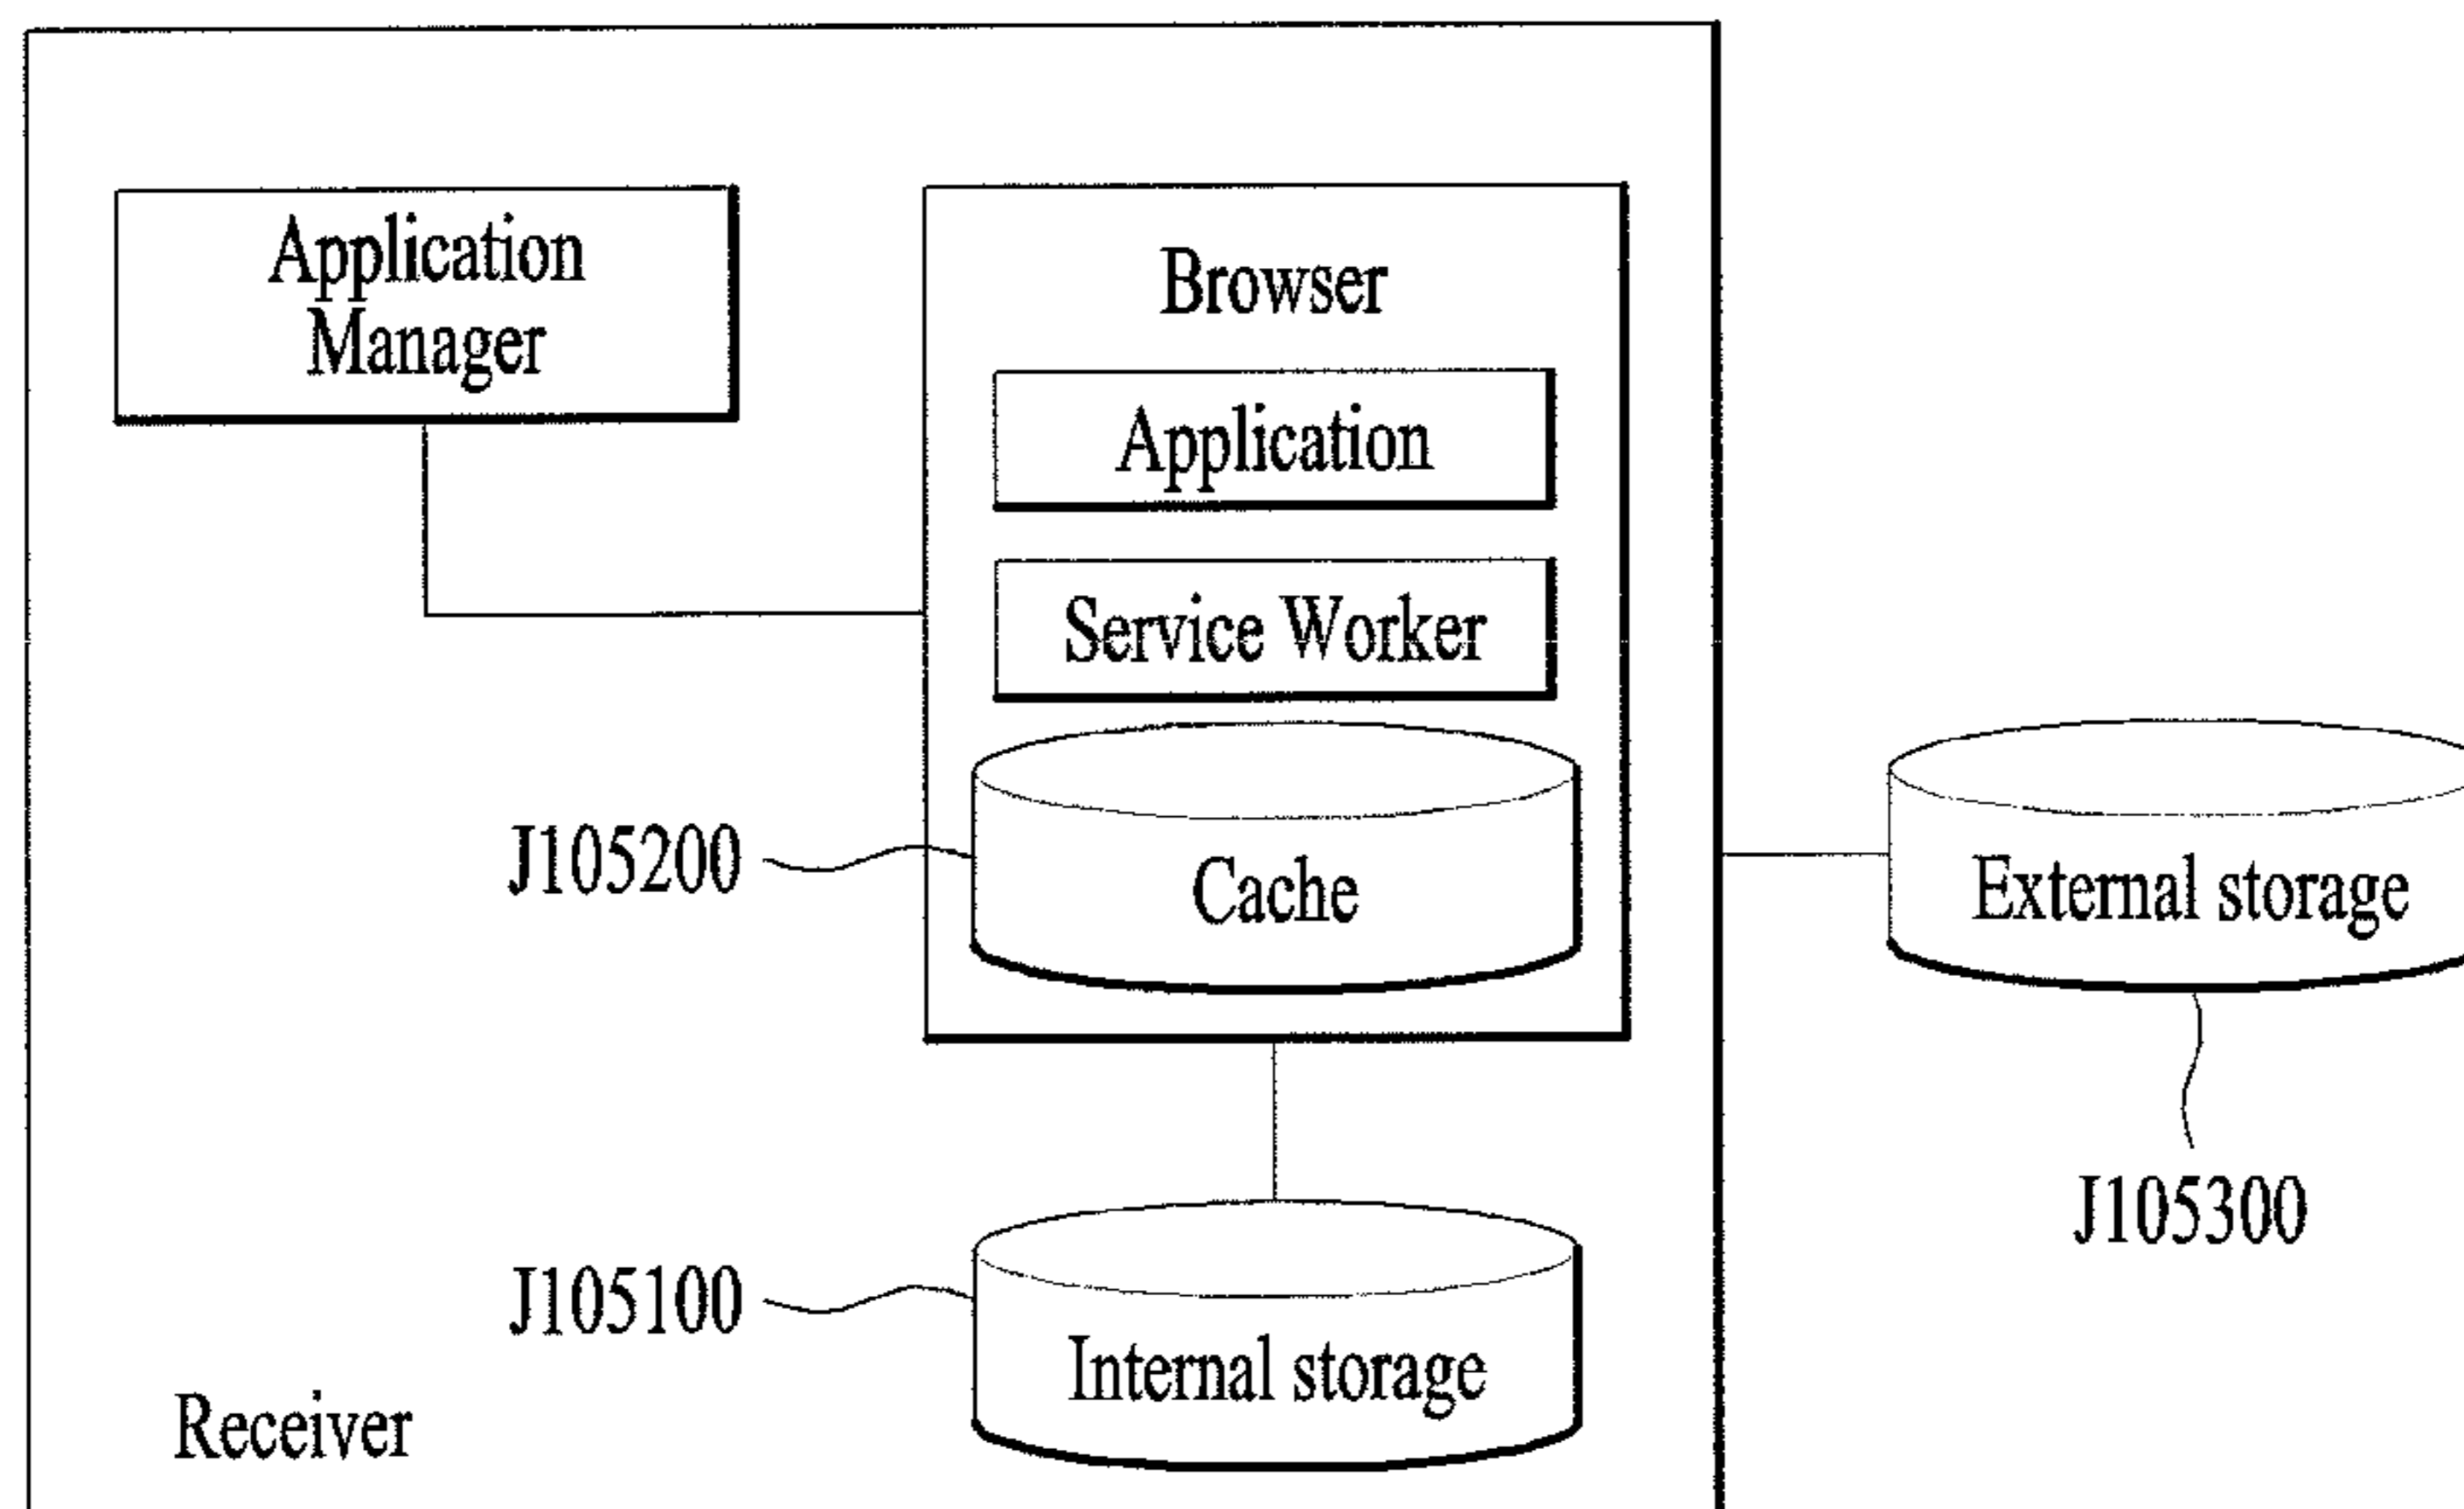 Application
Manager
Browser
Application
Service Worker
J105200
Cache
External storage
J105300
J105100
Internal storage
Receiver